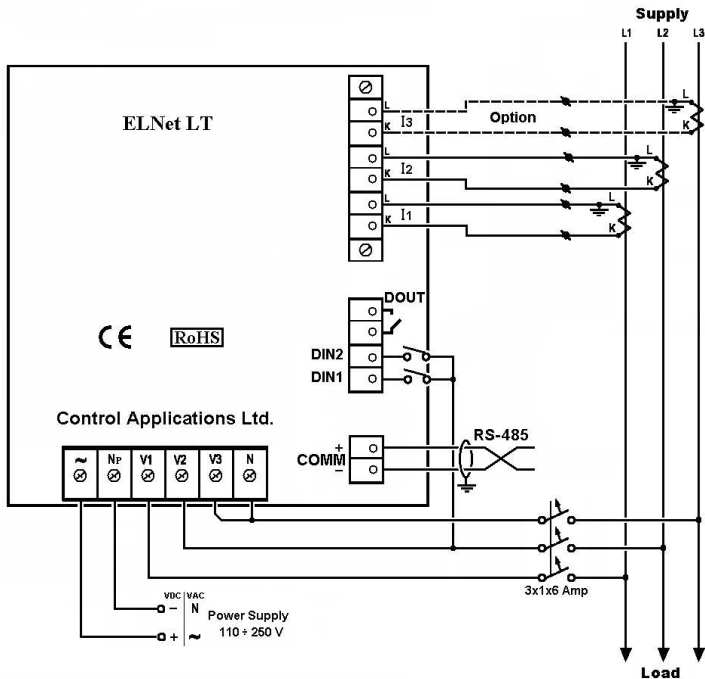 Supply
L1 L2 L3
ELNet LT
L
L
I3
Option
K
K
L
L
I2
K
K
L
L
I1
K
K
DOUT
CE RoHS
DIN2
DIN1
Control Applications Ltd.
RS-485
+
COMM
–
~ NP V1 V2 V3 N
3x1x6 Amp
VDC VAC
– N
Power Supply
+ ~
110 ÷ 250 V
Load